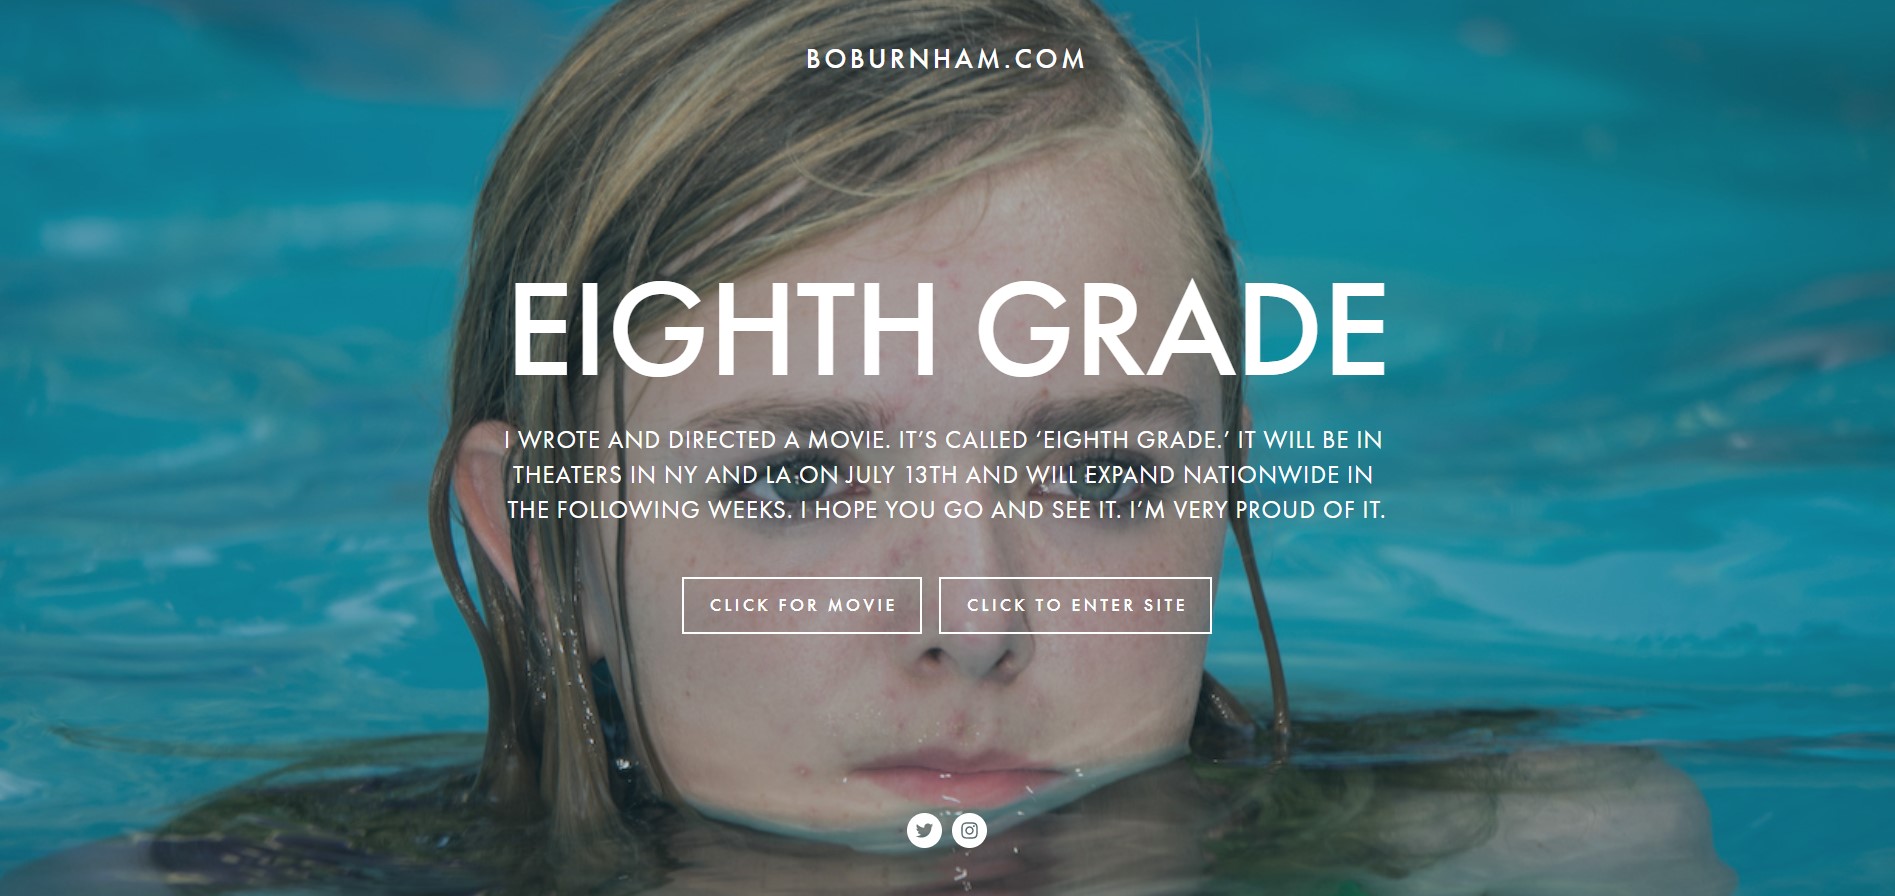 BOBURNHAM.COM
EIGHTH GRADE
I WROTE AND DIRECTED A MOVIE. IT’S CALLED ‘EIGHTH GRADE.’ IT WILL BE IN
THEATERS IN NY AND LA ON JULY 13TH AND WILL EXPAND NATIONWIDE IN
THE FOLLOWING WEEKS. I HOPE YOU GO AND SEE IT. I’M VERY PROUD OF IT.
CLICK FOR MOVIE
CLICK TO ENTER SITE